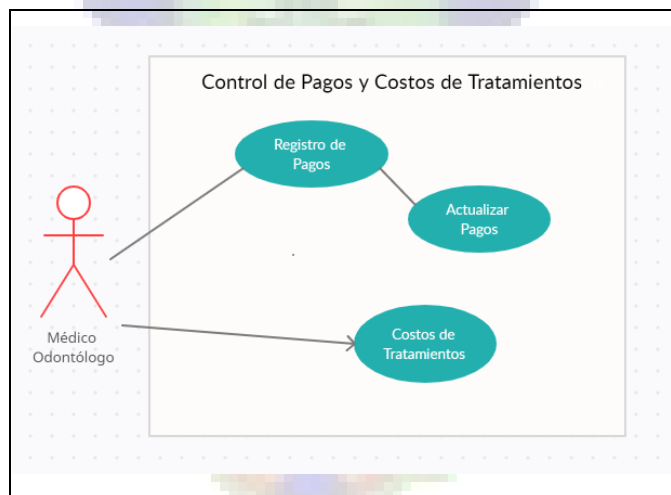 Control de Pagos y Costos de Tratamientos
Registro de
Pagos
Actualizar
Pagos
Costos de
Tratamientos
Médico
Odontólogo